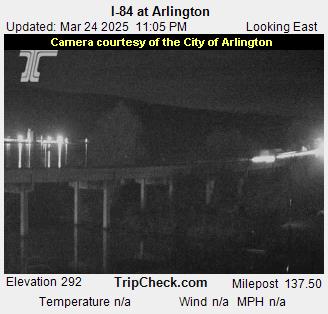 I-84 at Arlington
Updated: Mar 24 2025 11:05 PM Looking East
Camera courtesy of the City of Arlington
Elevation 292 TripCheck.com Milepost 137.50
Temperature n/a Wind n/a MPH n/a